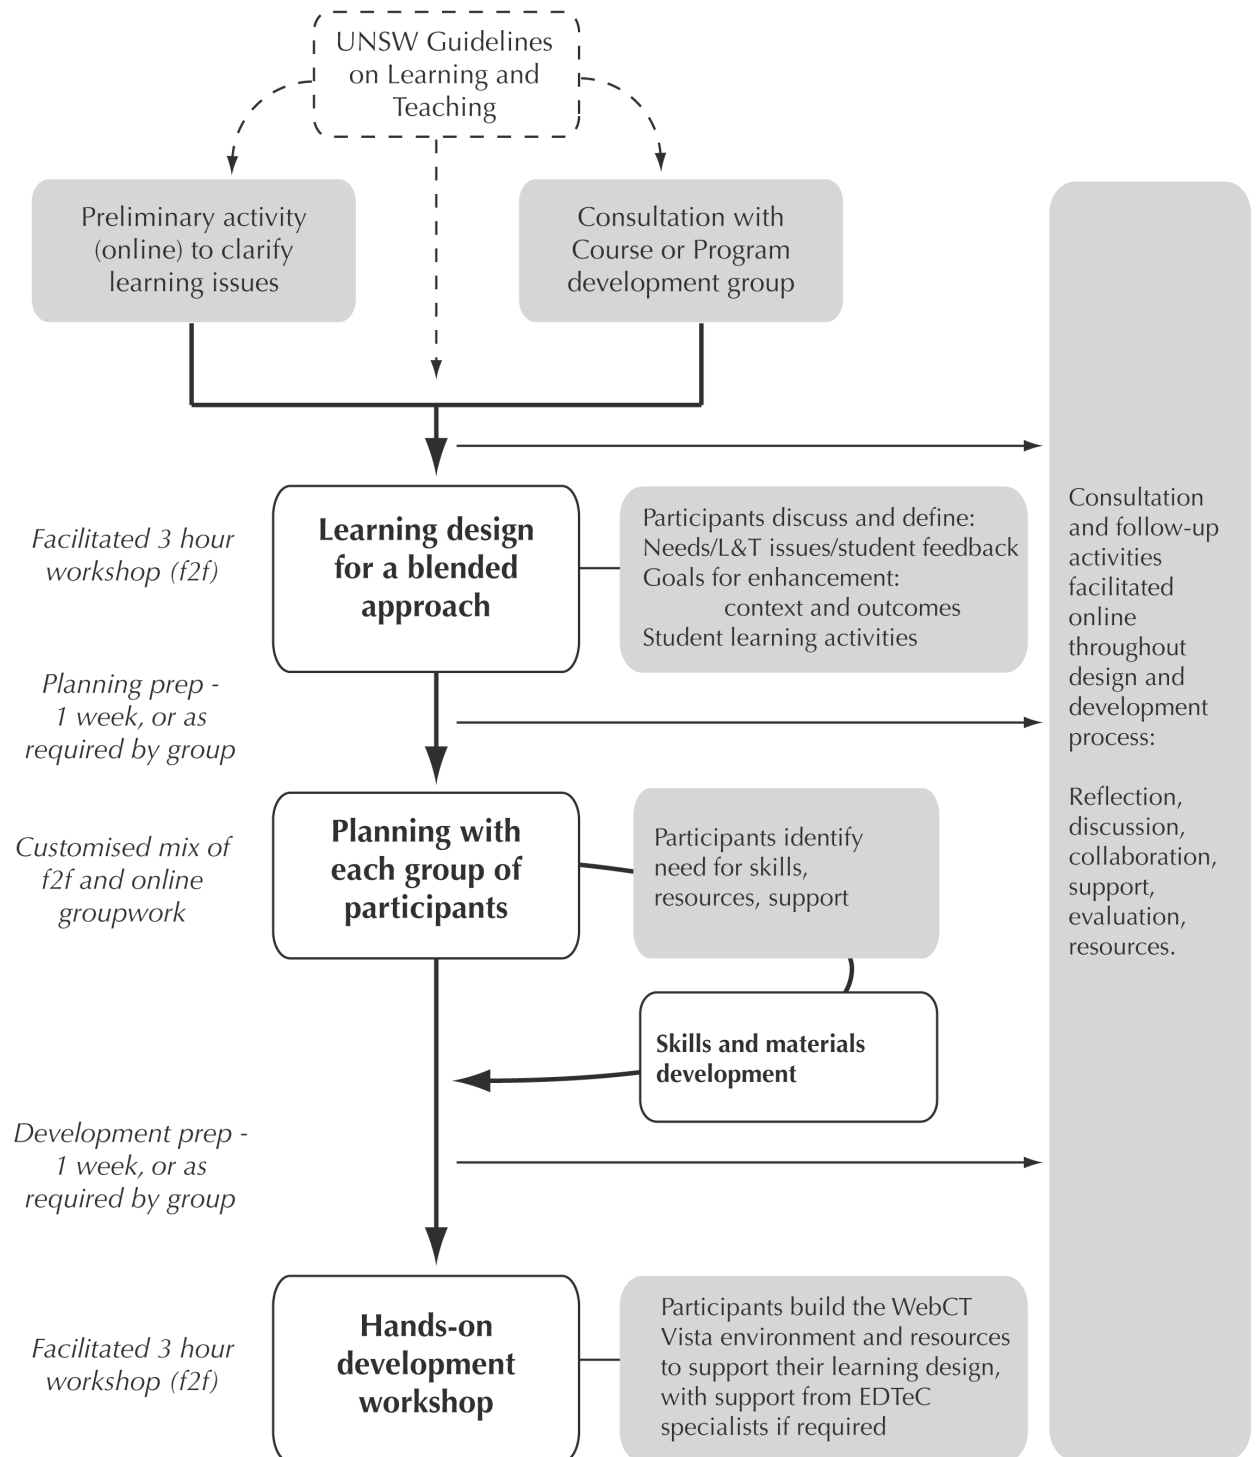 UNSW Guidelines
on Learning and
Teaching
Preliminary activity
(online) to clarify
learning issues
Consultation with
Course or Program
development group
Facilitated 3 hour
workshop (f2f)
Learning design
for a blended
approach
Participants discuss and define:
Needs/L&T issues/student feedback
Goals for enhancement:
context and outcomes
Student learning activities
Planning prep -
1 week, or as
required by group
Customised mix of
f2f and online
groupwork
Planning with
each group of
participants
Participants identify
need for skills,
resources, support
Skills and materials
development
Development prep -
1 week, or as
required by group
Facilitated 3 hour
workshop (f2f)
Hands-on
development
workshop
Participants build the WebCT
Vista environment and resources
to support their learning design,
with support from EDTeC
specialists if required
Consultation
and follow-up
activities
facilitated
online
throughout
design and
development
process:
Reflection,
discussion,
collaboration,
support,
evaluation,
resources.